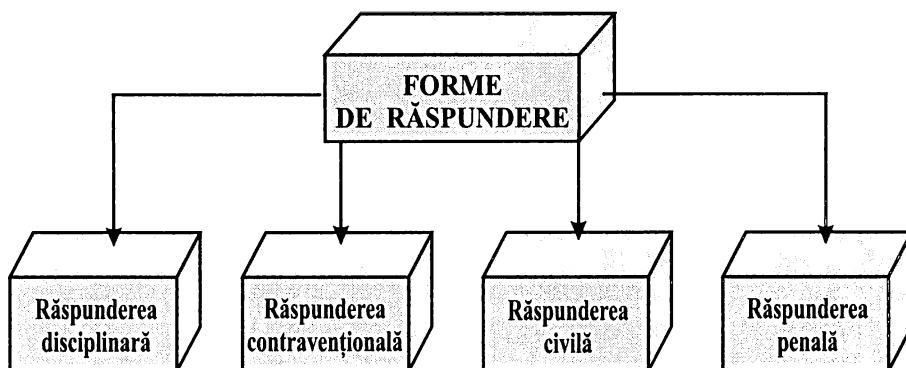 FORME
DE RĂSPUNDERE
Răspunderea
disciplinară
Răspunderea
contravențională
Răspunderea
civilă
Răspunderea
penală